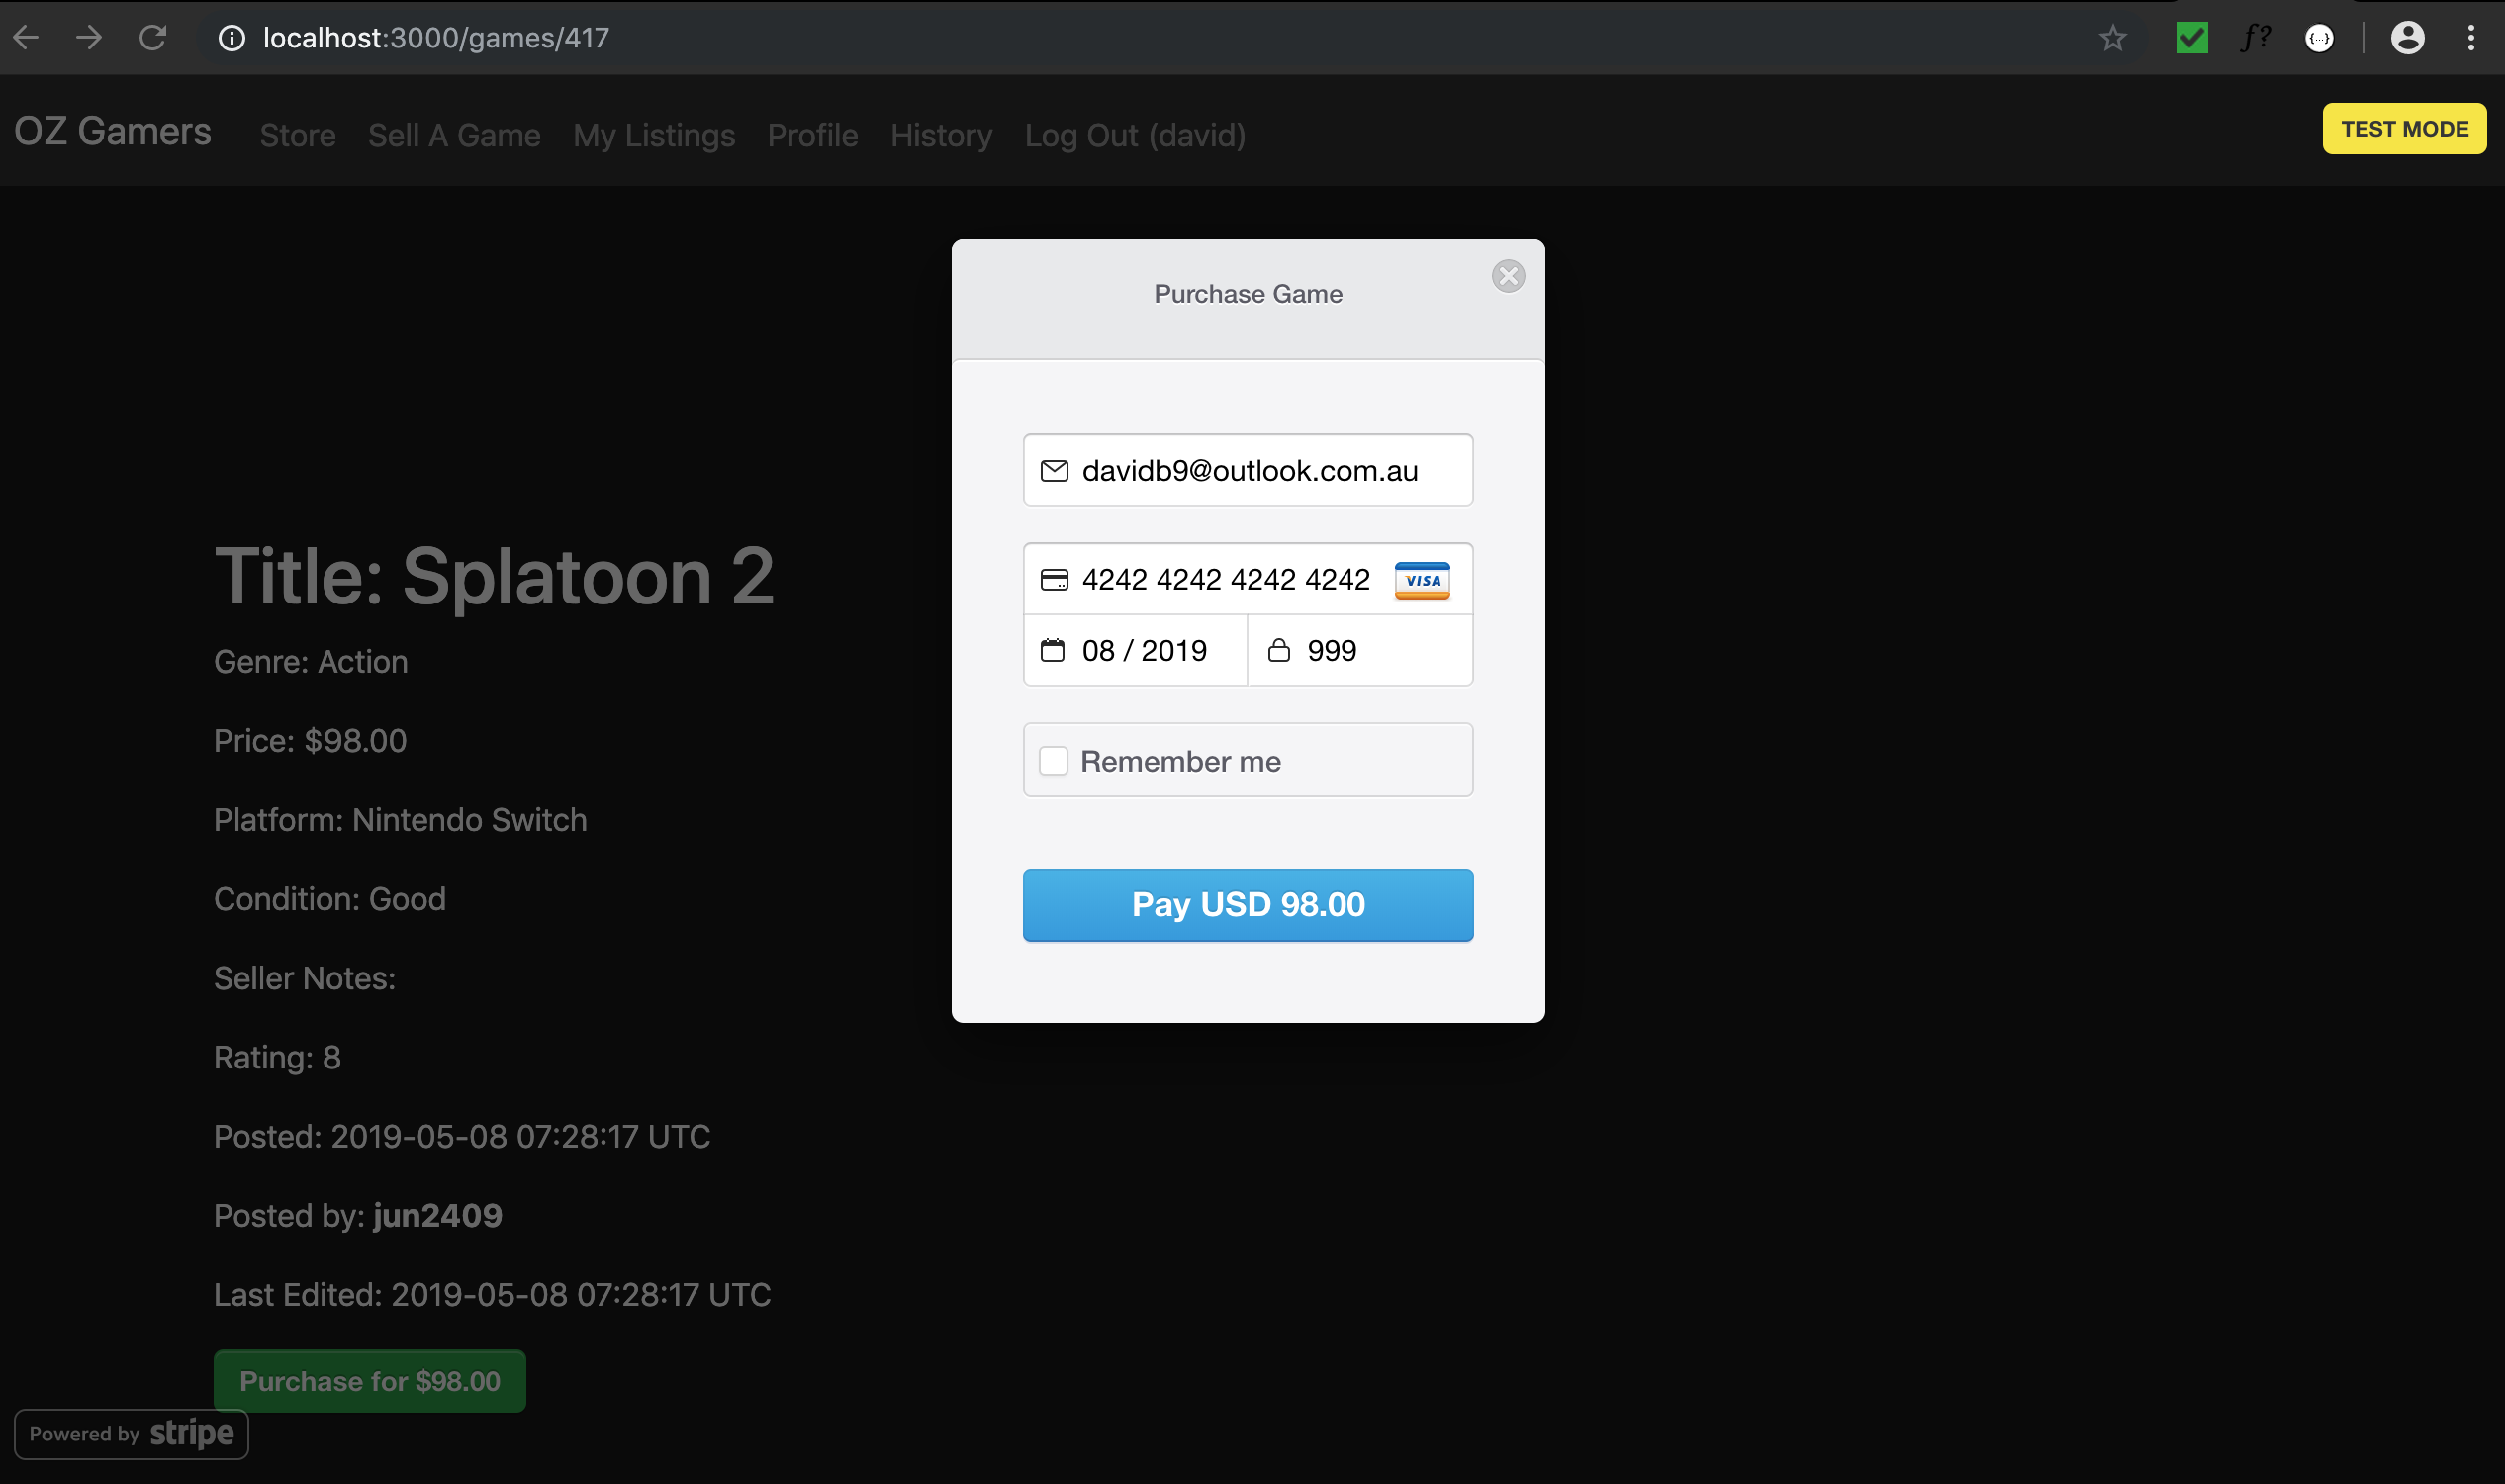 localhost:3000/games/417
f?
{...}
OZ Gamers Store Sell A Game My Listings Profile History Log Out (david) TEST MODE
Purchase Game
davidb9@outlook.com.au
4242 4242 4242 4242 VISA
08 / 2019 999
Remember me
Pay USD 98.00
Title: Splatoon 2
Genre: Action
Price: $98.00
Platform: Nintendo Switch
Condition: Good
Seller Notes:
Rating: 8
Posted: 2019-05-08 07:28:17 UTC
Posted by: jun2409
Last Edited: 2019-05-08 07:28:17 UTC
Purchase for $98.00
Powered by stripe